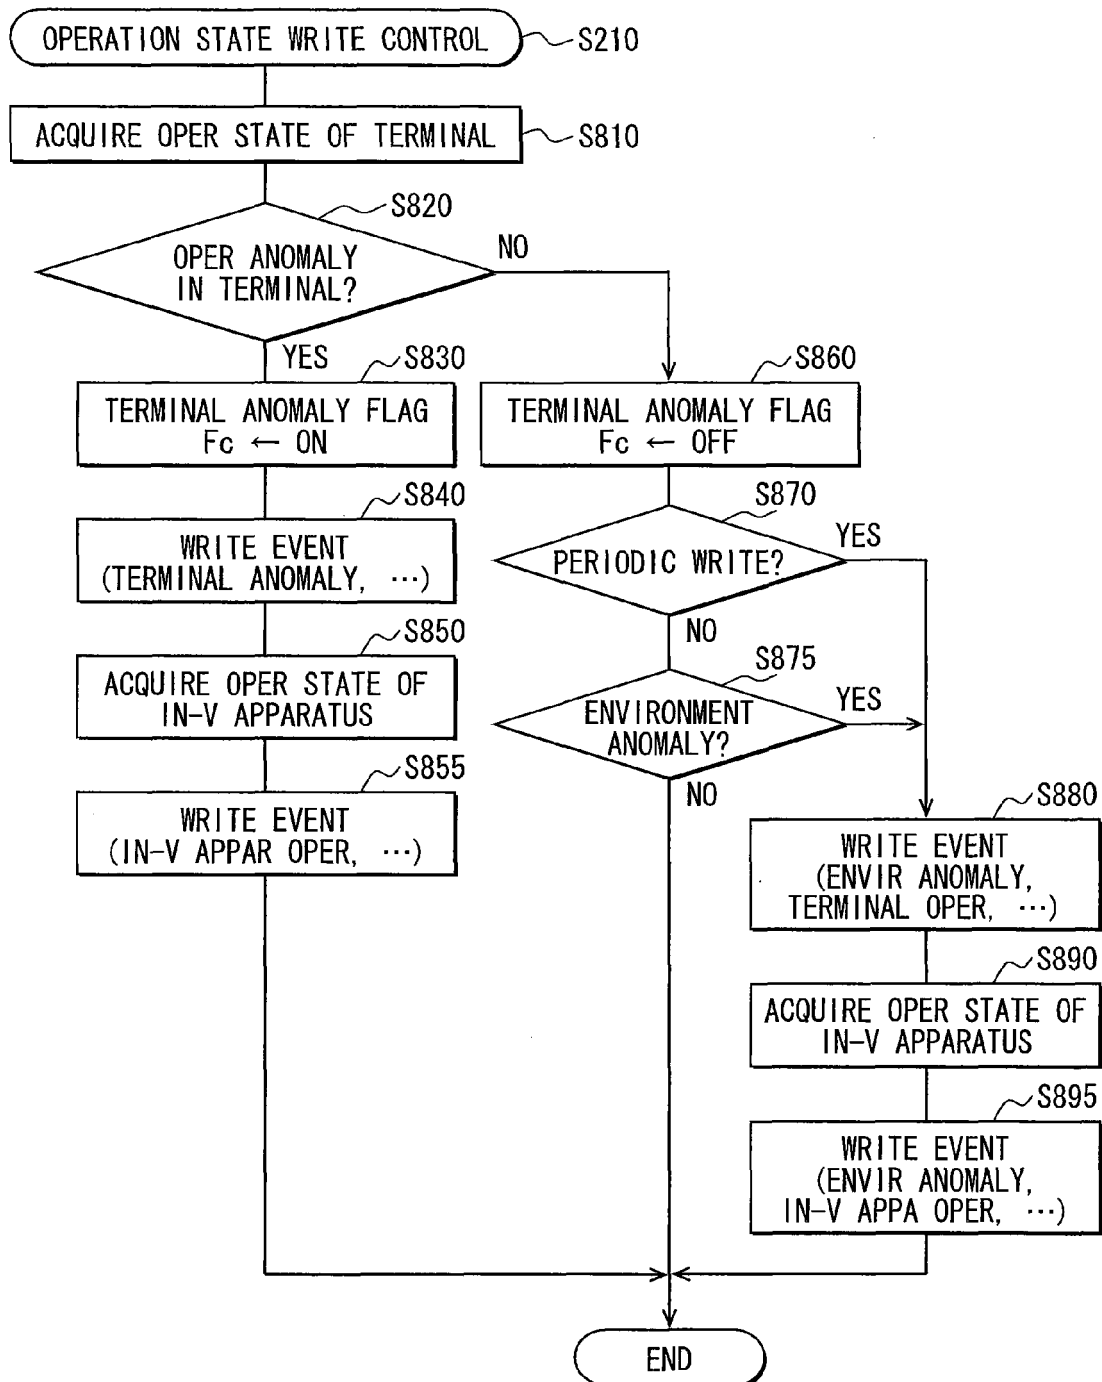 OPERATION STATE WRITE CONTROL
S210
ACQUIRE OPER STATE OF TERMINAL
S810
S820
OPER ANOMALY
IN TERMINAL?
NO
YES
S830
TERMINAL ANOMALY FLAG
Fc ← ON
S840
WRITE EVENT
(TERMINAL ANOMALY, ⋯)
S850
ACQUIRE OPER STATE OF
IN-V APPARATUS
S855
WRITE EVENT
(IN-V APPAR OPER, ⋯)
S860
TERMINAL ANOMALY FLAG
Fc ← OFF
S870
PERIODIC WRITE?
YES
NO
S875
ENVIRONMENT
ANOMALY?
YES
NO
S880
WRITE EVENT
(ENVIR ANOMALY,
TERMINAL OPER, ⋯)
S890
ACQUIRE OPER STATE OF
IN-V APPARATUS
S895
WRITE EVENT
(ENVIR ANOMALY,
IN-V APPA OPER, ⋯)
END